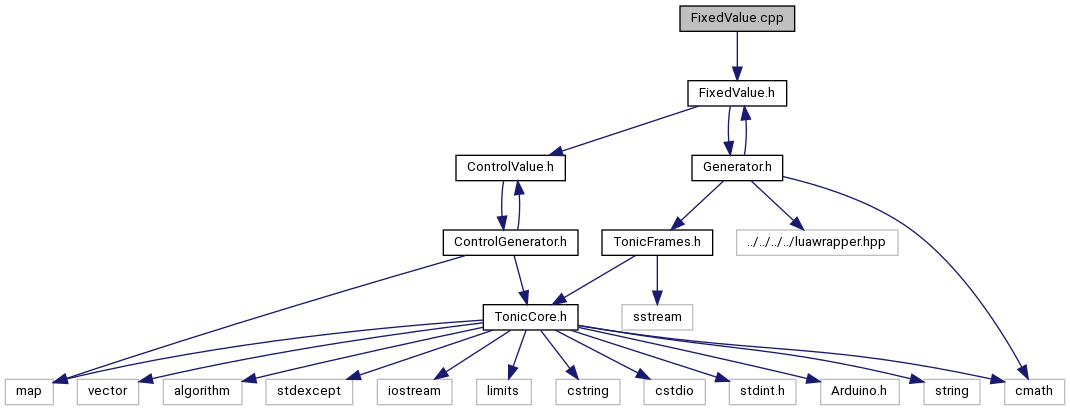 FixedValue.cpp
FixedValue.h
ControlValue.h
Generator.h
ControlGenerator.h
TonicFrames.h
../../../../luawrapper.hpp
TonicCore.h
sstream
map
vector
algorithm
stdexcept
iostream
limits
cstring
cstdio
stdint.h
Arduino.h
string
cmath